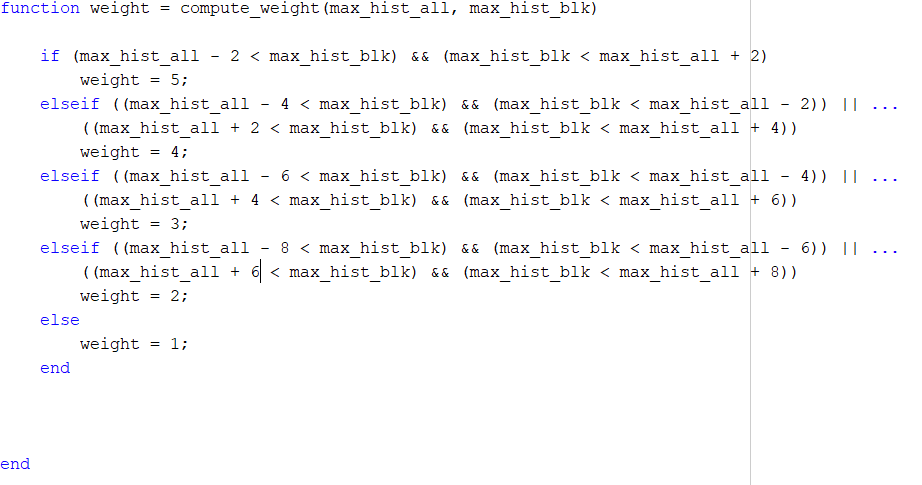 function weight = compute_weight(max_hist_all, max_hist_blk)
if (max_hist_all - 2 < max_hist_blk) && (max_hist_blk < max_hist_all + 2)
weight = 5;
elseif ((max_hist_all - 4 < max_hist_blk) && (max_hist_blk < max_hist_all - 2)) || ...
((max_hist_all + 2 < max_hist_blk) && (max_hist_blk < max_hist_all + 4))
weight = 4;
elseif ((max_hist_all - 6 < max_hist_blk) && (max_hist_blk < max_hist_all - 4)) || ...
((max_hist_all + 4 < max_hist_blk) && (max_hist_blk < max_hist_all + 6))
weight = 3;
elseif ((max_hist_all - 8 < max_hist_blk) && (max_hist_blk < max_hist_all - 6)) || ...
((max_hist_all + 6 < max_hist_blk) && (max_hist_blk < max_hist_all + 8))
weight = 2;
else
weight = 1;
end
end